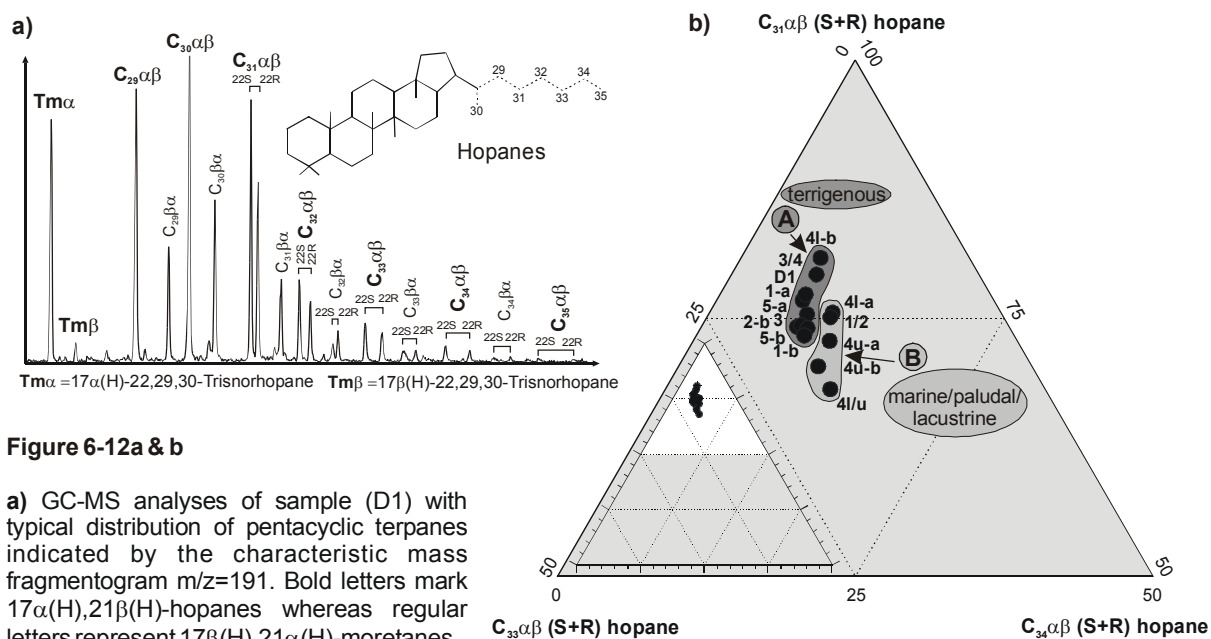 a)
C₃₀αβ
C₂₉αβ
C₃₁αβ
22S 22R
Tmα
C₃₀βα
C₂₉βα
Tmβ
C₃₁βα
C₃₂αβ
22S
22R
C₃₂βα
22S 22R
C₃₃αβ
22S 22R
C₃₃βα
22S 22R
C₃₄αβ
22S 22R
C₃₄βα
22S 22R
C₃₅αβ
22S 22R
29
30
31
32
33
34
35
Hopanes
Tmα =17α(H)-22,29,30-Trisnorhopane
Tmβ =17β(H)-22,29,30-Trisnorhopane
Figure 6-12a & b
a) GC-MS analyses of sample (D1) with
typical distribution of pentacyclic terpanes
indicated by the characteristic mass
fragmentogram m/z=191. Bold letters mark
17α(H),21β(H)-hopanes whereas regular
letters represent 17β(H),21α(H)-moretanes
b)
C₃₁αβ (S+R) hopane
0
100
terrigenous
A
4l-b
3/4
D1
1-a
5-a
2-b
3
5-b
1-b
4l-a
1/2
4u-a
4u-b
4l/u
B
marine/paludal/
lacustrine
25
75
50
0
25
50
50
C₃₃αβ (S+R) hopane
C₃₄αβ (S+R) hopane